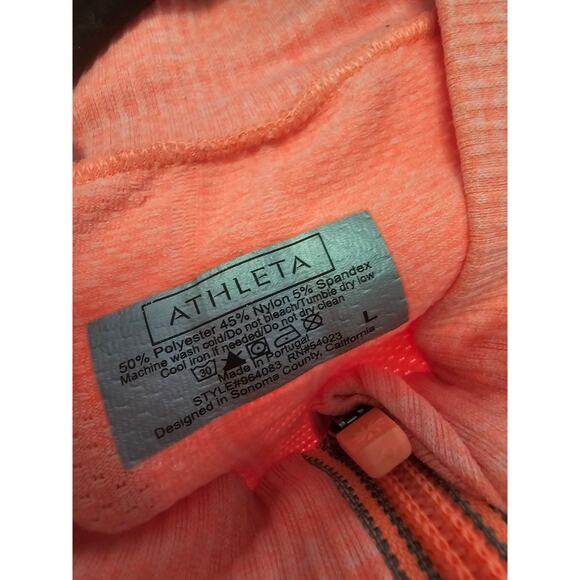 ATHLETA
50% Polyester 45% Nylon 5% Spandex
Machine wash cold/Do not bleach/Tumble dry low
Cool iron if needed/Do not dry clean
30
L
Made in Portugal
STYLE#964083 RN#54023
Designed in Sonoma County, California